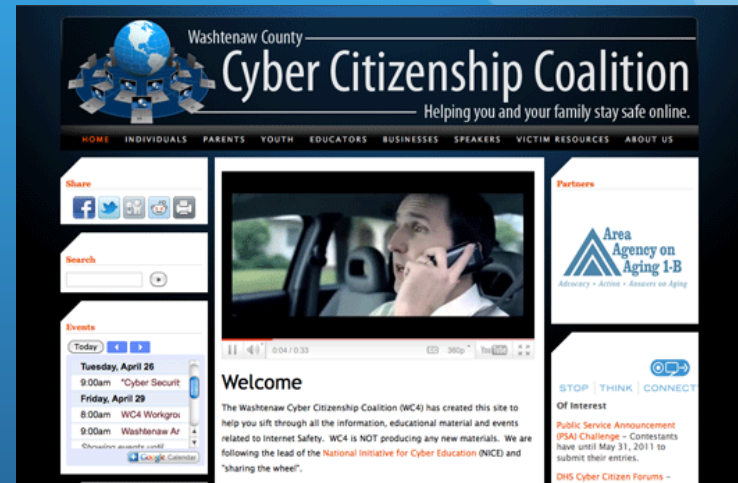 Washtenaw County
Cyber Citizenship Coalition
Helping you and your family stay safe online.
HOME INDIVIDUALS PARENTS YOUTH EDUCATORS BUSINESSES SPEAKERS VICTIM RESOURCES ABOUT US
Share
Search
Events
Today
Tuesday, April 26
9:00am "Cyber Securit
Friday, April 29
8:00am WC4 Workgrou
9:00am Washtenaw Ar
Showing events until
Google Calendar
0:04 / 0:33
360p
YouTube
Welcome
The Washtenaw Cyber Citizenship Coalition (WC4) has created this site to
help you sift through all the information, educational material and events
related to Internet Safety. WC4 is NOT producing any new materials. We are
following the lead of the National Initiative for Cyber Education (NICE) and
"sharing the wheel".
Partners
Area
Agency on
Aging 1-B
Advocacy • Action • Answers on Aging
STOP THINK CONNECT
Of Interest
Public Service Announcement
(PSA) Challenge – Contestants
have until May 31, 2011 to
submit their entries.
DHS Cyber Citizen Forums –